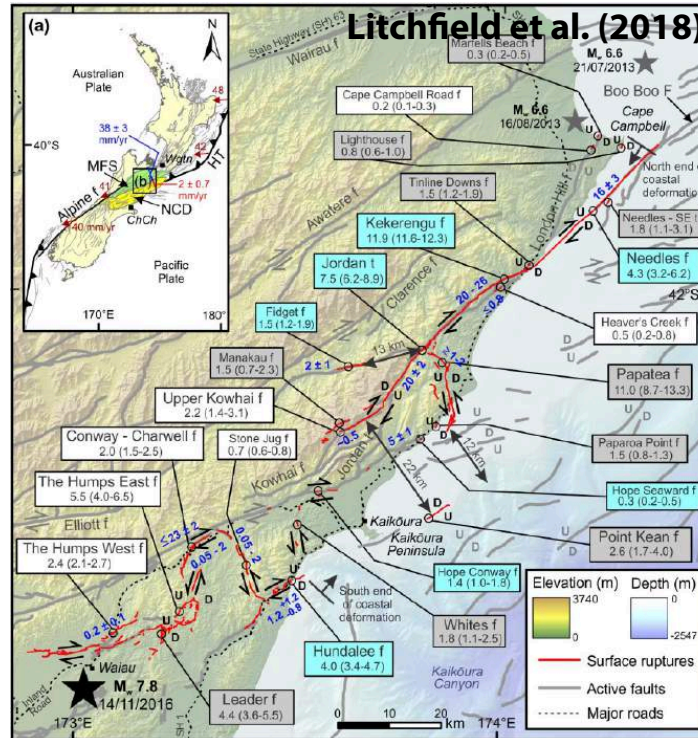 Litchfield et al. (2018)
(a)
N
Australian
Plate
40°S
38 ± 3
mm/yr
MFS
Wgtn
48
42
HT
(b)
41
2 ± 0.7
mm/yr
Alpine f
NCD
ChCh
40 mm/yr
Pacific
Plate
170°E
180°
State Highway (SH) 63
Wairau f
Martells Beach f
0.3 (0.2-0.5)
Mw 6.6
21/07/2013
Boo Boo F
Cape Campbell Road f
0.2 (0.1-0.3)
Mw 6.6
16/08/2013
Cape
Campbell
U
D
Lighthouse f
0.8 (0.6-1.0)
North end of
coastal
deformation
Tinline Downs f
1.5 (1.2-1.9)
London Hill f
16 ± 3
Awatere f
Kekerengu f
11.9 (11.6-12.3)
Needles - SE f
1.8 (1.1-3.1)
Jordan t
7.5 (6.2-8.9)
Needles f
4.3 (3.2-6.2)
42°S
Clarence f
20 - 26
Fidget f
1.5 (1.2-1.9)
Heaver's Creek f
0.5 (0.2-0.8)
13 km
2 ± 1
Manakau f
1.5 (0.7-2.3)
20 ± 2
Papatea f
11.0 (8.7-13.3)
Upper Kowhai f
2.2 (1.4-3.1)
~0.5
Conway - Charwell f
2.0 (1.5-2.5)
Stone Jug f
0.7 (0.6-0.8)
Jordan t
5 ± 1
12 km
Paparoa Point f
1.5 (0.8-1.3)
The Humps East f
5.5 (4.0-6.5)
Kowhai f
22 km
Hope Seaward f
0.3 (0.2-0.5)
Elliott f
≤23 ± 2
Kaikōura
Kaikōura
Peninsula
D
U
Point Kean f
2.6 (1.7-4.0)
The Humps West f
2.4 (2.1-2.7)
0.05 - 2
0.05 - 2
Hope Conway f
1.4 (1.0-1.8)
0.2 ± 0.1
South end
of coastal
deformation
Whites f
1.8 (1.1-2.5)
Waiau
Hundalee f
4.0 (3.4-4.7)
Kaikōura
Canyon
Inland
Road
Mw 7.8
14/11/2016
Leader f
4.4 (3.6-5.5)
SH 1
173°E
0 10 20
km
174°E
Elevation (m)
3740
0
Depth (m)
0
-2547
Surface ruptures
Active faults
Major roads